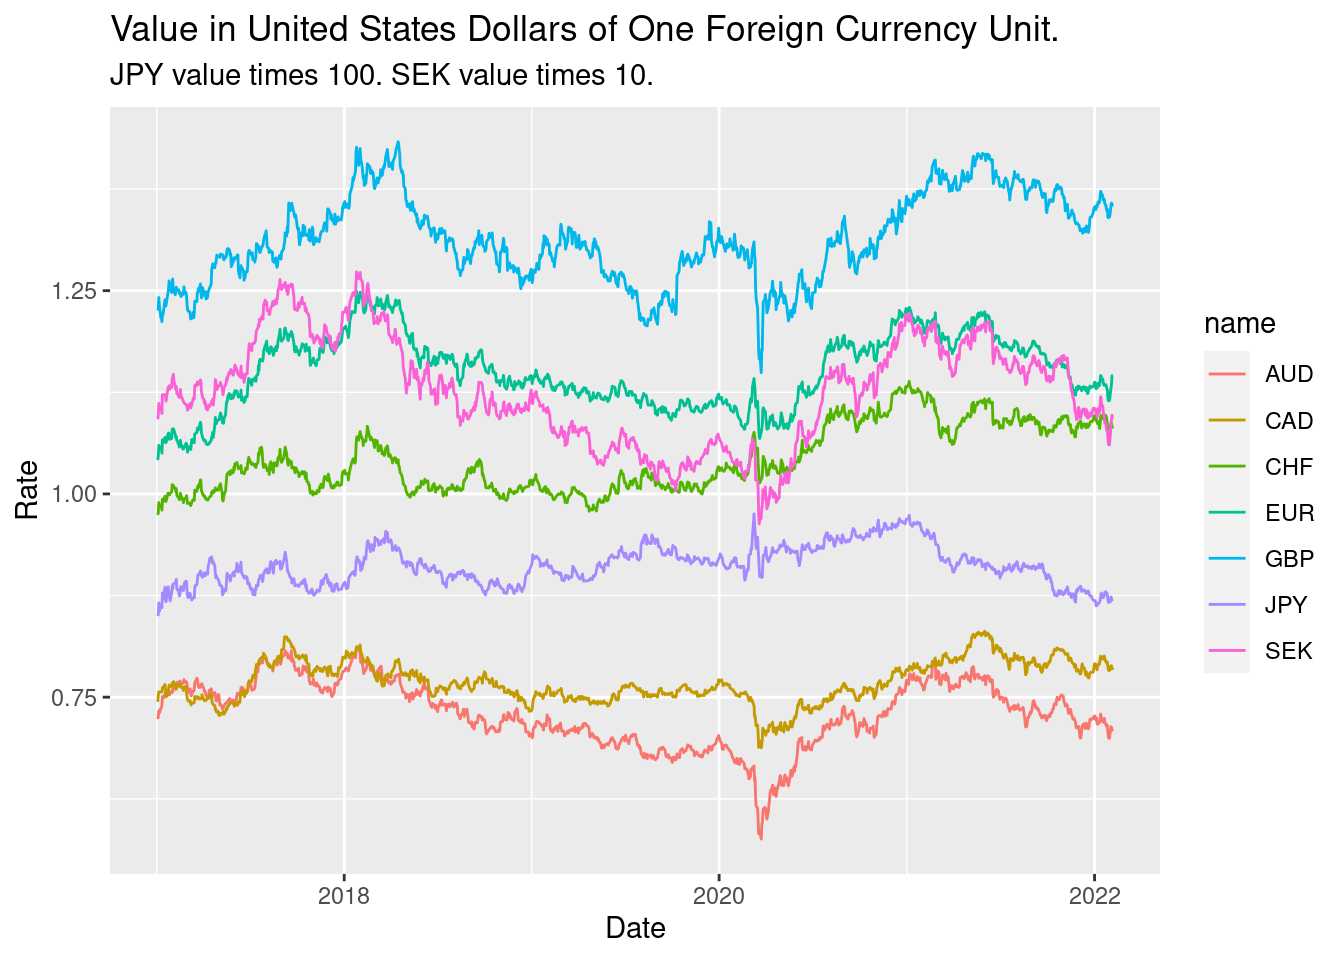 Value in United States Dollars of One Foreign Currency Unit.
JPY value times 100. SEK value times 10.
Rate
1.25
1.00
0.75
2018
2020
2022
Date
name
AUD
CAD
CHF
EUR
GBP
JPY
SEK